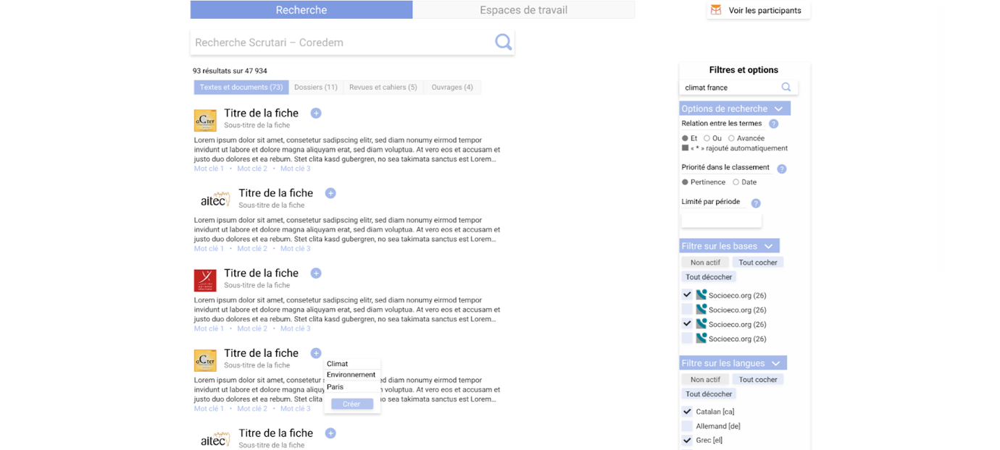 Recherche
Espaces de travail
Voir les participants
Recherche Scrutari – Coredem
93 résultats sur 47 934
Textes et documents (73)
Dossiers (11)
Revues et cahiers (5)
Ouvrages (4)
oCter
Titre de la fiche
Sous-titre de la fiche
Lorem ipsum dolor sit amet, consetetur sadipscing elitr, sed diam nonumy eirmod tempor
invidunt ut labore et dolore magna aliquyam erat, sed diam voluptua. At vero eos et accusam et
justo duo dolores et ea rebum. Stet clita kasd gubergren, no sea takimata sanctus est Lorem...
Mot clé 1 • Mot clé 2 • Mot clé 3
aitec
Titre de la fiche
Sous-titre de la fiche
Lorem ipsum dolor sit amet, consetetur sadipscing elitr, sed diam nonumy eirmod tempor
invidunt ut labore et dolore magna aliquyam erat, sed diam voluptua. At vero eos et accusam et
justo duo dolores et ea rebum. Stet clita kasd gubergren, no sea takimata sanctus est Lorem...
Mot clé 1 • Mot clé 2 • Mot clé 3
Titre de la fiche
Sous-titre de la fiche
Lorem ipsum dolor sit amet, consetetur sadipscing elitr, sed diam nonumy eirmod tempor
invidunt ut labore et dolore magna aliquyam erat, sed diam voluptua. At vero eos et accusam et
justo duo dolores et ea rebum. Stet clita kasd gubergren, no sea takimata sanctus est Lorem...
Mot clé 1 • Mot clé 2 • Mot clé 3
oCter
Titre de la fiche
Sous-titre de la fiche
Lorem ipsum dolor sit amet, consetetur s ed diam nonumy eirmod tempor
invidunt ut labore et dolore magna aliquy n voluptua. At vero eos et accusam et
justo duo dolores et ea rebum. Stet clita k o sea takimata sanctus est Lorem...
Mot clé 1 • Mot clé 2 • Mot clé 3
Climat
Environnement
Paris
Créer
aitec
Titre de la fiche
Sous-titre de la fiche
Filtres et options
climat france
Options de recherche
Relation entre les termes ?
Et Ou Avancée
« * » rajouté automatiquement
Priorité dans le classement ?
Pertinence Date
Limité par période ?
Filtre sur les bases
Non actif Tout cocher
Tout décocher
Socioeco.org (26)
Socioeco.org (26)
Socioeco.org (26)
Socioeco.org (26)
Filtre sur les langues
Non actif Tout cocher
Tout décocher
Catalan [ca]
Allemand [de]
Grec [el]